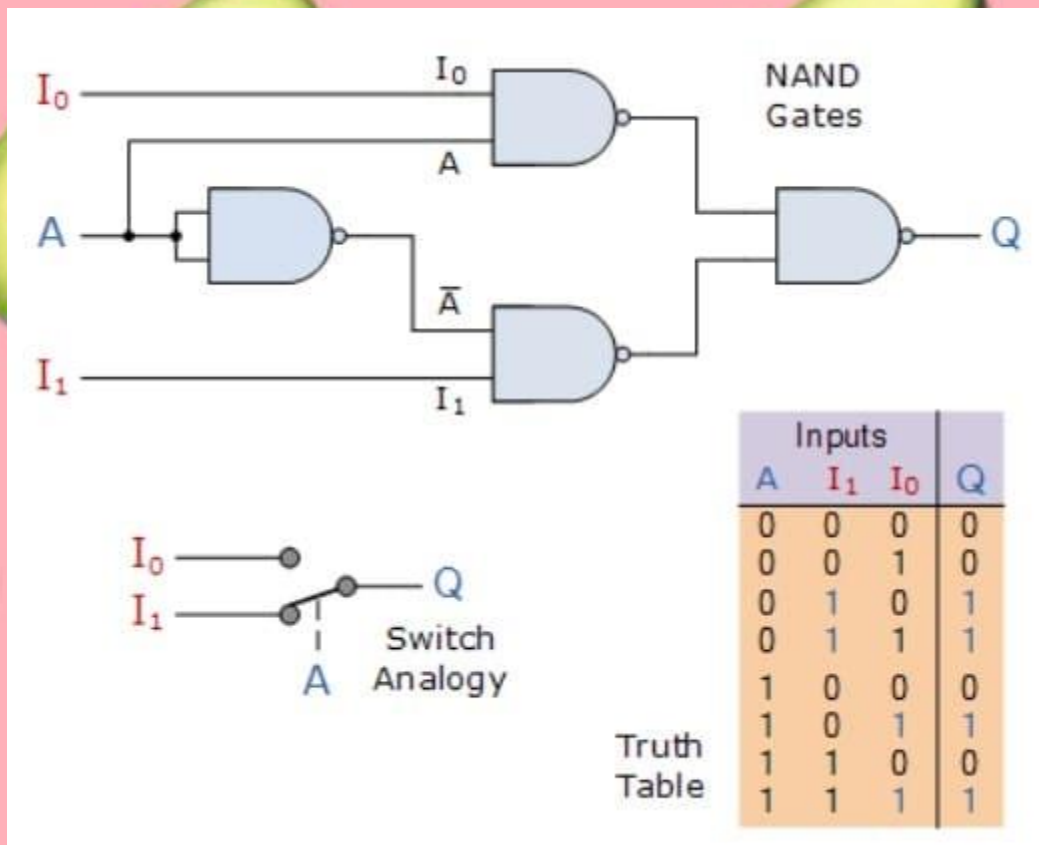 I₀ I₀ NAND
Gates
A
A Q
A̅
I₁ I₁
Inputs
A I₁ I₀ Q
0 0 0 0
0 0 1 0
0 1 0 1
0 1 1 1
1 0 0 0
1 0 1 1
1 1 0 0
1 1 1 1
I₀
Q
I₁
Switch
A Analogy
Truth
Table